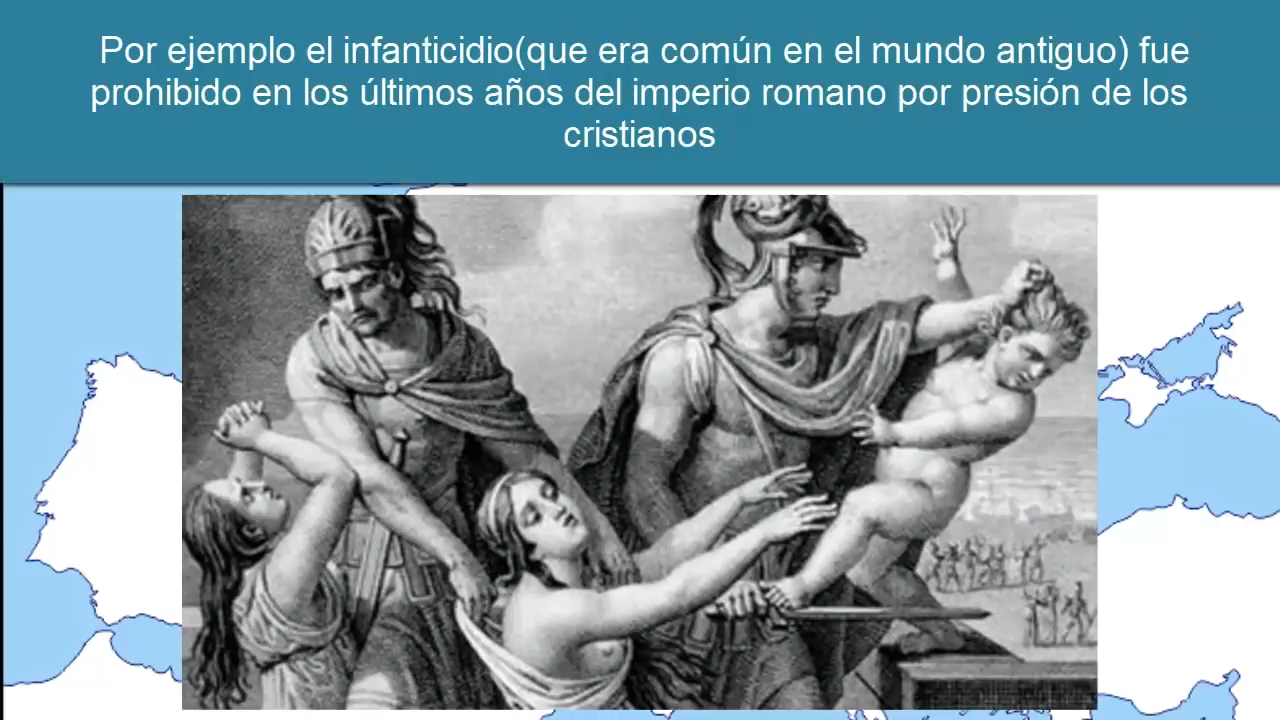 Por ejemplo el infanticidio(que era común en el mundo antiguo) fue
prohibido en los últimos años del imperio romano por presión de los
cristianos